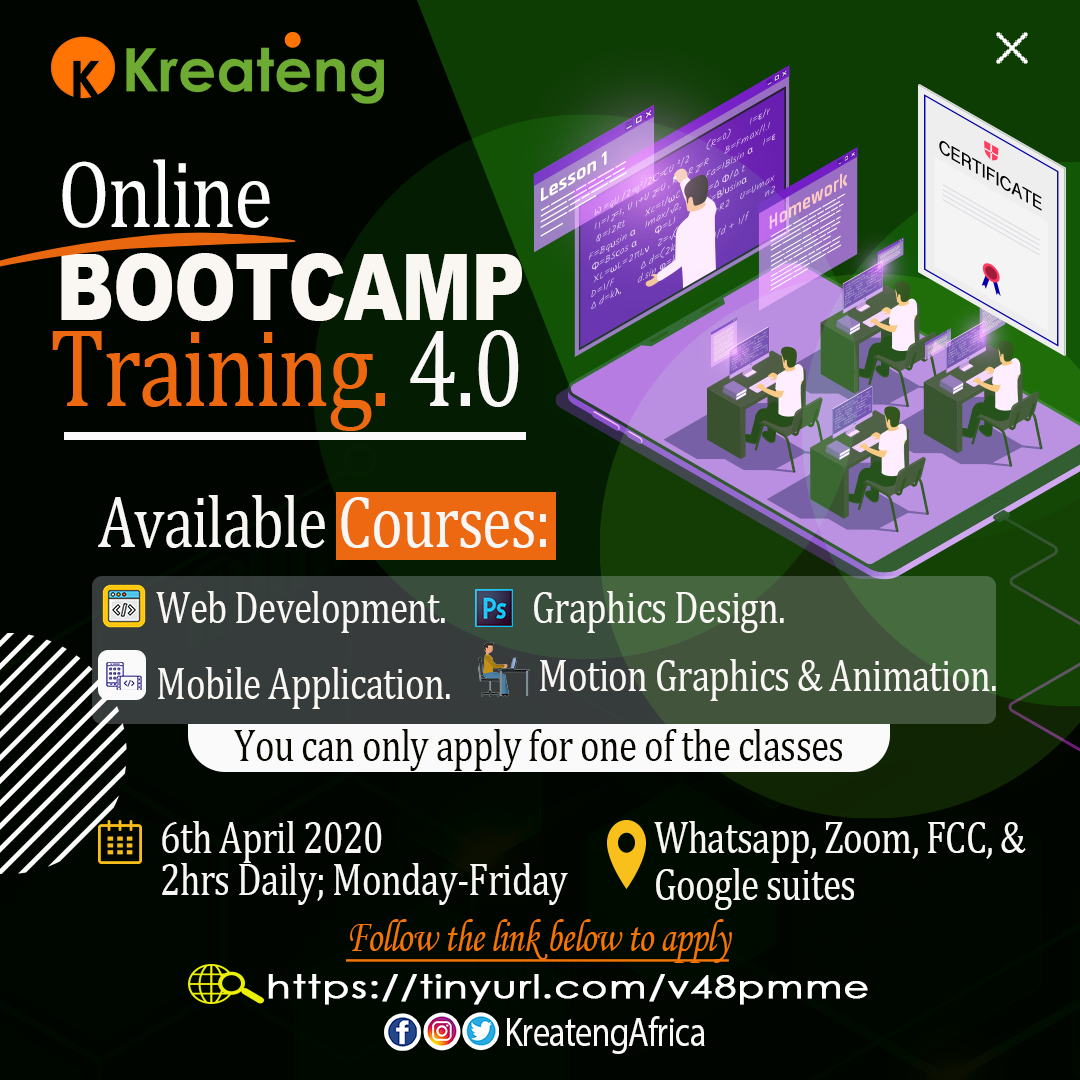 K Kreateng
Online
BOOTCAMP
Training. 4.0
Lesson 1
Homework
CERTIFICATE
Available Courses:
Web Development.
Ps Graphics Design.
Mobile Application.
Motion Graphics & Animation.
You can only apply for one of the classes
6th April 2020
2hrs Daily; Monday-Friday
Whatsapp, Zoom, FCC, &
Google suites
Follow the link below to apply
https://tinyurl.com/v48pmme
KreatengAfrica